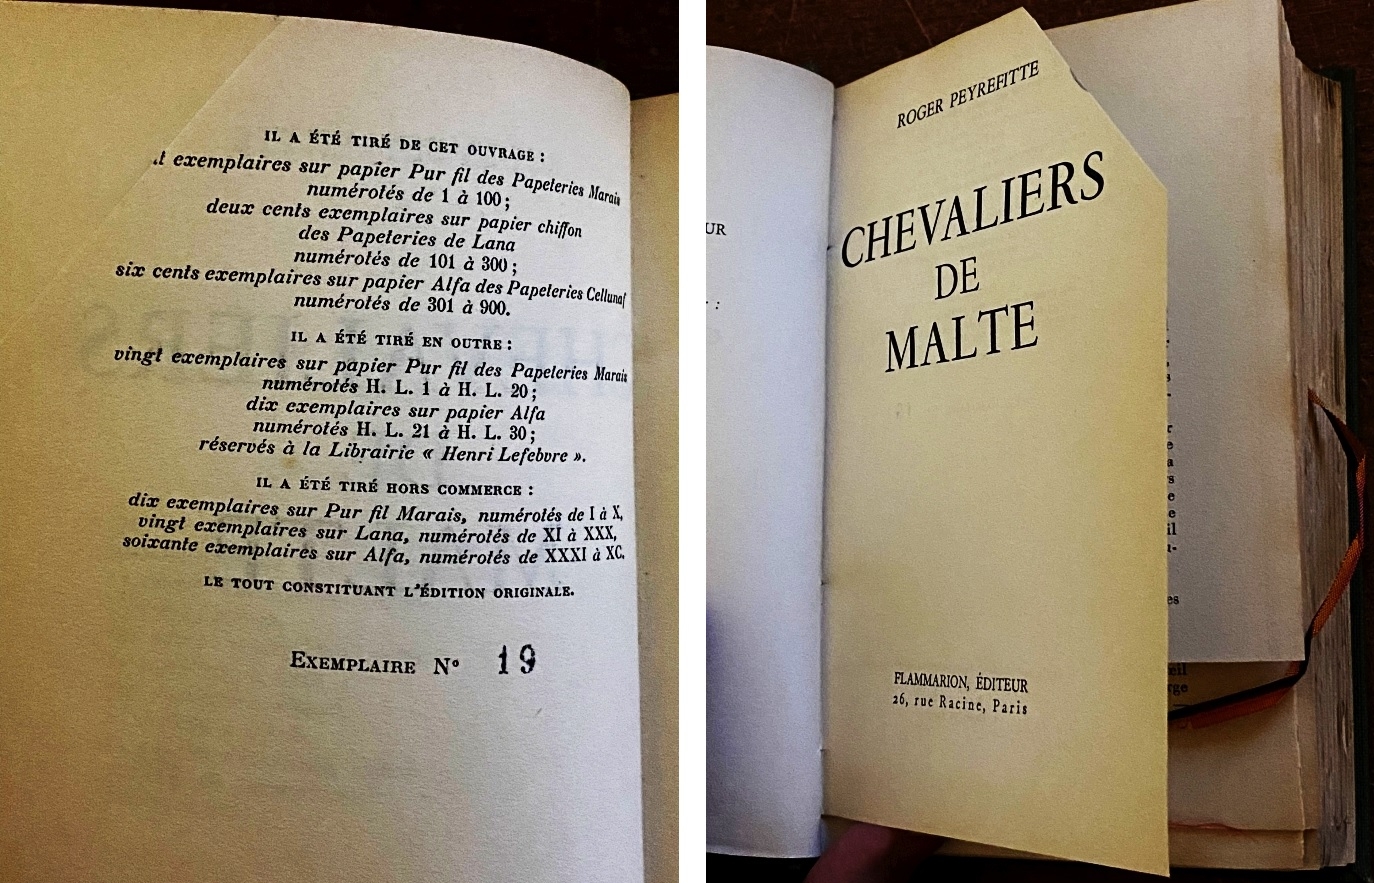 IL A ÉTÉ TIRÉ DE CET OUVRAGE :
exemplaires sur papier Pur fil des Papeteries Marais
numérotés de 1 à 100 ;
deux cents exemplaires sur papier chiffon
des Papeteries de Lana
numérotés de 101 à 300 ;
six cents exemplaires sur papier Alfa des Papeteries Cellunaf
numérotés de 301 à 900.
IL A ÉTÉ TIRÉ EN OUTRE :
vingt exemplaires sur papier Pur fil des Papeteries Marais
numérotés H. L. 1 à H. L. 20 ;
dix exemplaires sur papier Alfa
numérotés H. L. 21 à H. L. 30 ;
réservés à la Librairie « Henri Lefebvre ».
IL A ÉTÉ TIRÉ HORS COMMERCE :
dix exemplaires sur Pur fil Marais, numérotés de I à X,
vingt exemplaires sur Lana, numérotés de XI à XXX,
soixante exemplaires sur Alfa, numérotés de XXXI à XC.
LE TOUT CONSTITUANT L'ÉDITION ORIGINALE.
EXEMPLAIRE Nº 19
UR
ROGER PEYREFITTE
CHEVALIERS
DE
MALTE
FLAMMARION, ÉDITEUR
26, rue Racine, Paris